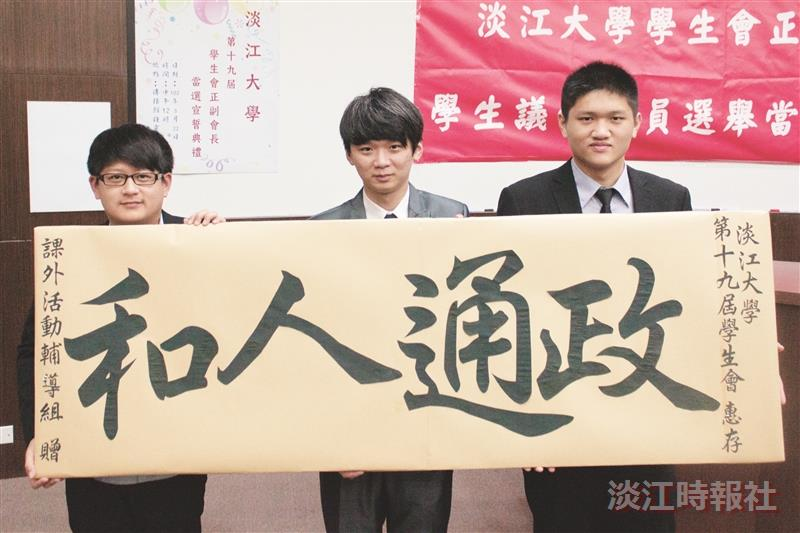 淡江大學
第十九屆
學生會正副會長
當選宣誓典禮
淡江大學學生會正
學生議
員選舉當
淡江大學
第十九屆學生會 惠存
政通人和
課外活動輔導組 贈
淡江時報社